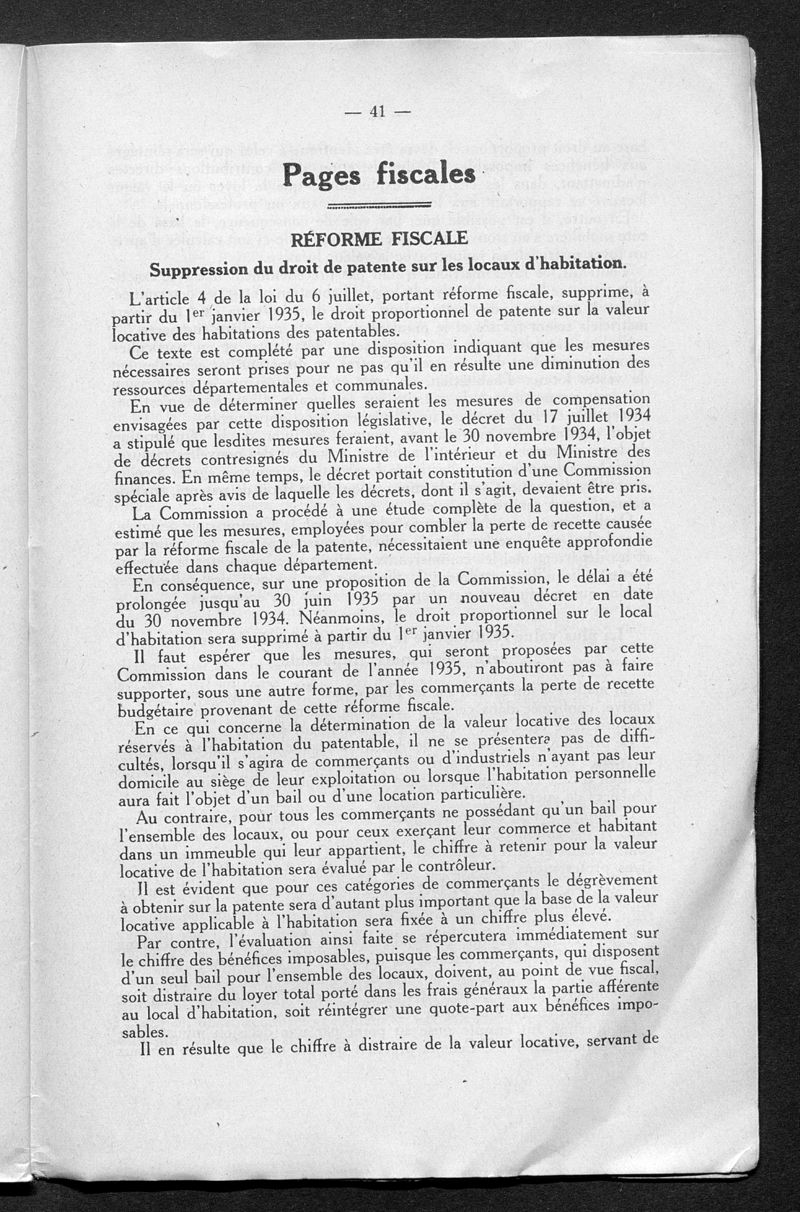 — 41 —
Pages fiscales
RÉFORME FISCALE
Suppression du droit de patente sur les locaux d'habitation.
L'article 4 de la loi du 6 juillet, portant réforme fiscale, supprime, à
partir du 1er janvier 1935, le droit proportionnel de patente sur la valeur
locative des habitations des patentables.
Ce texte est complété par une disposition indiquant que les mesures
nécessaires seront prises pour ne pas qu'il en résulte une diminution des
ressources départementales et communales.
En vue de déterminer quelles seraient les mesures de compensation
envisagées par cette disposition législative, le décret du 17 juillet 1934
a stipulé que lesdites mesures feraient, avant le 30 novembre 1934, l'objet
de décrets contresignés du Ministre de l'intérieur et du Ministre des
finances. En même temps, le décret portait constitution d'une Commission
spéciale après avis de laquelle les décrets, dont il s'agit, devaient être pris.
La Commission a procédé à une étude complète de la question, et a
estimé que les mesures, employées pour combler la perte de recette causée
par la réforme fiscale de la patente, nécessitaient une enquête approfondie
effectuée dans chaque département.
En conséquence, sur une proposition de la Commission, le délai a été
prolongée jusqu'au 30 juin 1935 par un nouveau décret en date
du 30 novembre 1934. Néanmoins, le droit proportionnel sur le local
d'habitation sera supprimé à partir du 1er janvier 1935.
Il faut espérer que les mesures, qui seront proposées par cette
Commission dans le courant de l'année 1935, n'aboutiront pas à faire
supporter, sous une autre forme, par les commerçants la perte de recette
budgétaire provenant de cette réforme fiscale.
En ce qui concerne la détermination de la valeur locative des locaux
réservés à l'habitation du patentable, il ne se présentera pas de diffi-
cultés, lorsqu'il s'agira de commerçants ou d'industriels n'ayant pas leur
domicile au siège de leur exploitation ou lorsque l'habitation personnelle
aura fait l'objet d'un bail ou d'une location particulière.
Au contraire, pour tous les commerçants ne possédant qu'un bail pour
l'ensemble des locaux, ou pour ceux exerçant leur commerce et habitant
dans un immeuble qui leur appartient, le chiffre à retenir pour la valeur
locative de l'habitation sera évalué par le contrôleur.
Il est évident que pour ces catégories de commerçants le dégrèvement
à obtenir sur la patente sera d'autant plus important que la base de la valeur
locative applicable à l'habitation sera fixée à un chiffre plus élevé.
Par contre, l'évaluation ainsi faite se répercutera immédiatement sur
le chiffre des bénéfices imposables, puisque les commerçants, qui disposent
d'un seul bail pour l'ensemble des locaux, doivent, au point de vue fiscal,
soit distraire du loyer total porté dans les frais généraux la partie afférente
au local d'habitation, soit réintégrer une quote-part aux bénéfices impo-
sables.
Il en résulte que le chiffre à distraire de la valeur locative, servant de